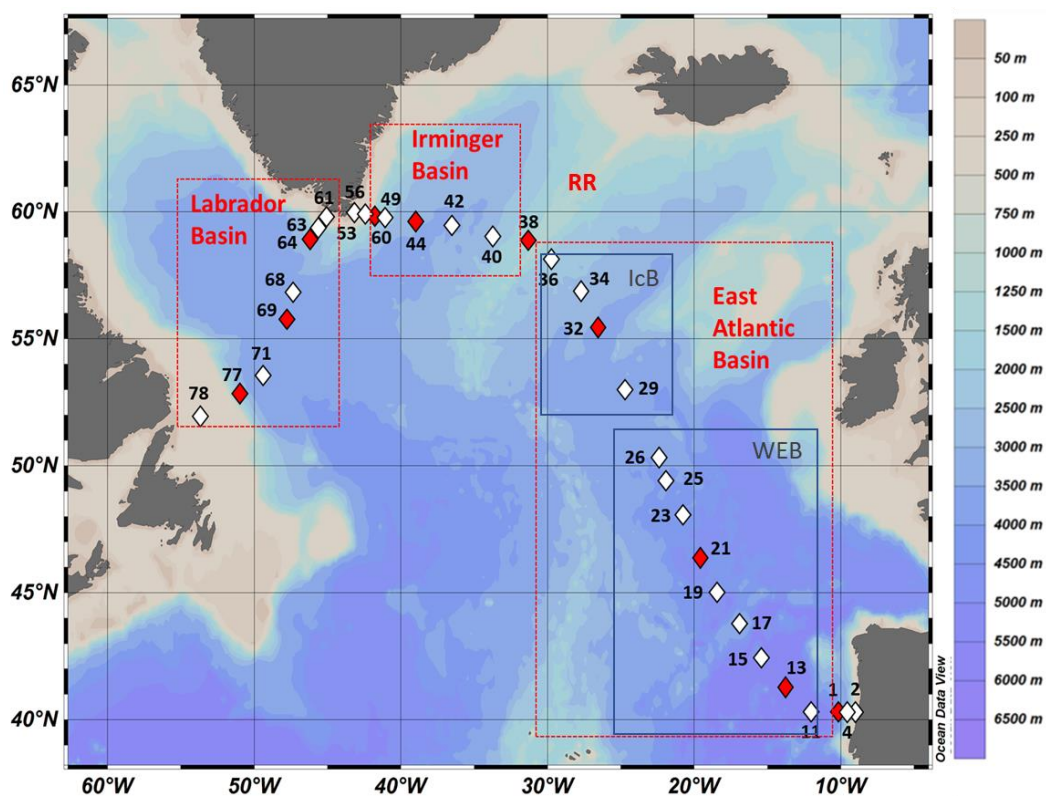 65°N
60°N
55°N
50°N
45°N
40°N
60°W
50°W
40°W
30°W
20°W
10°W
0°W
Labrador
Basin
Irminger
Basin
RR
East
Atlantic
Basin
IcB
WEB
61
56
49
42
38
63
64
53
60
44
40
36
34
32
29
68
69
71
77
78
26
25
23
21
19
17
15
13
11
1
2
4
50 m
100 m
250 m
500 m
750 m
1000 m
1250 m
1500 m
2000 m
2500 m
3000 m
3500 m
4000 m
4500 m
5000 m
5500 m
6000 m
6500 m
Ocean Data View